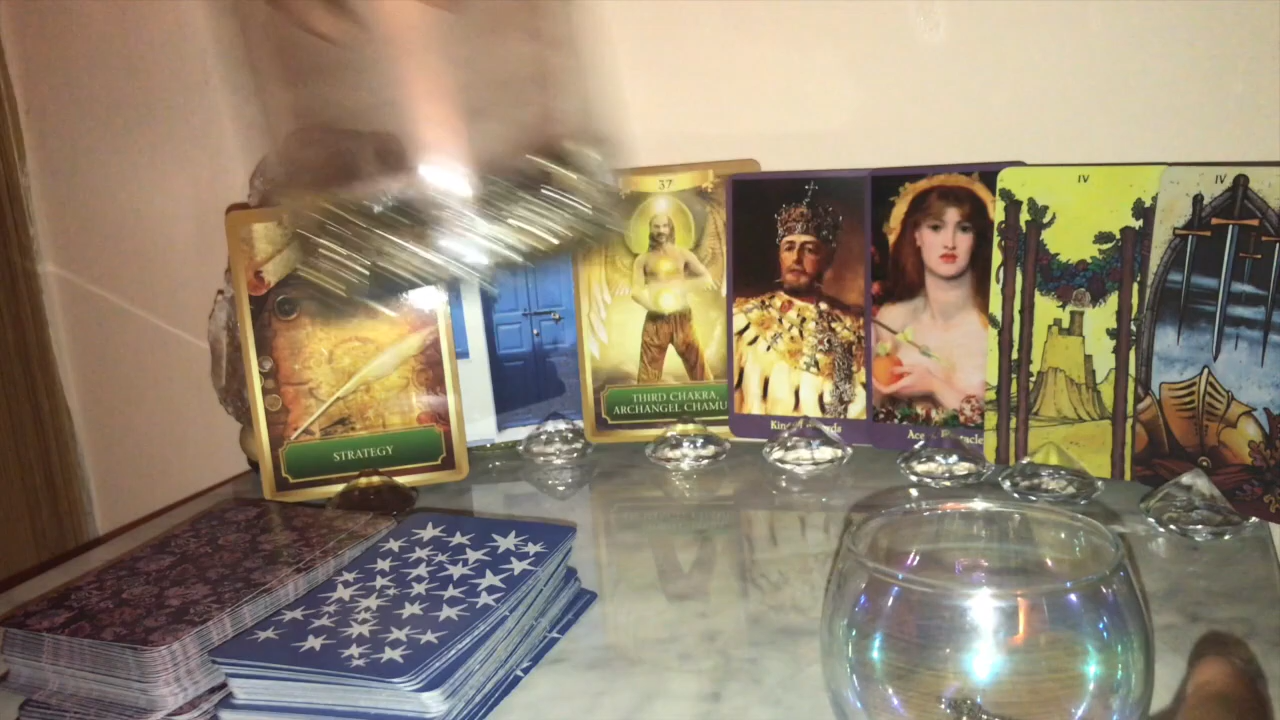 STRATEGY
37
THIRD CHAKRA,
ARCHANGEL CHAMU
IV
IV